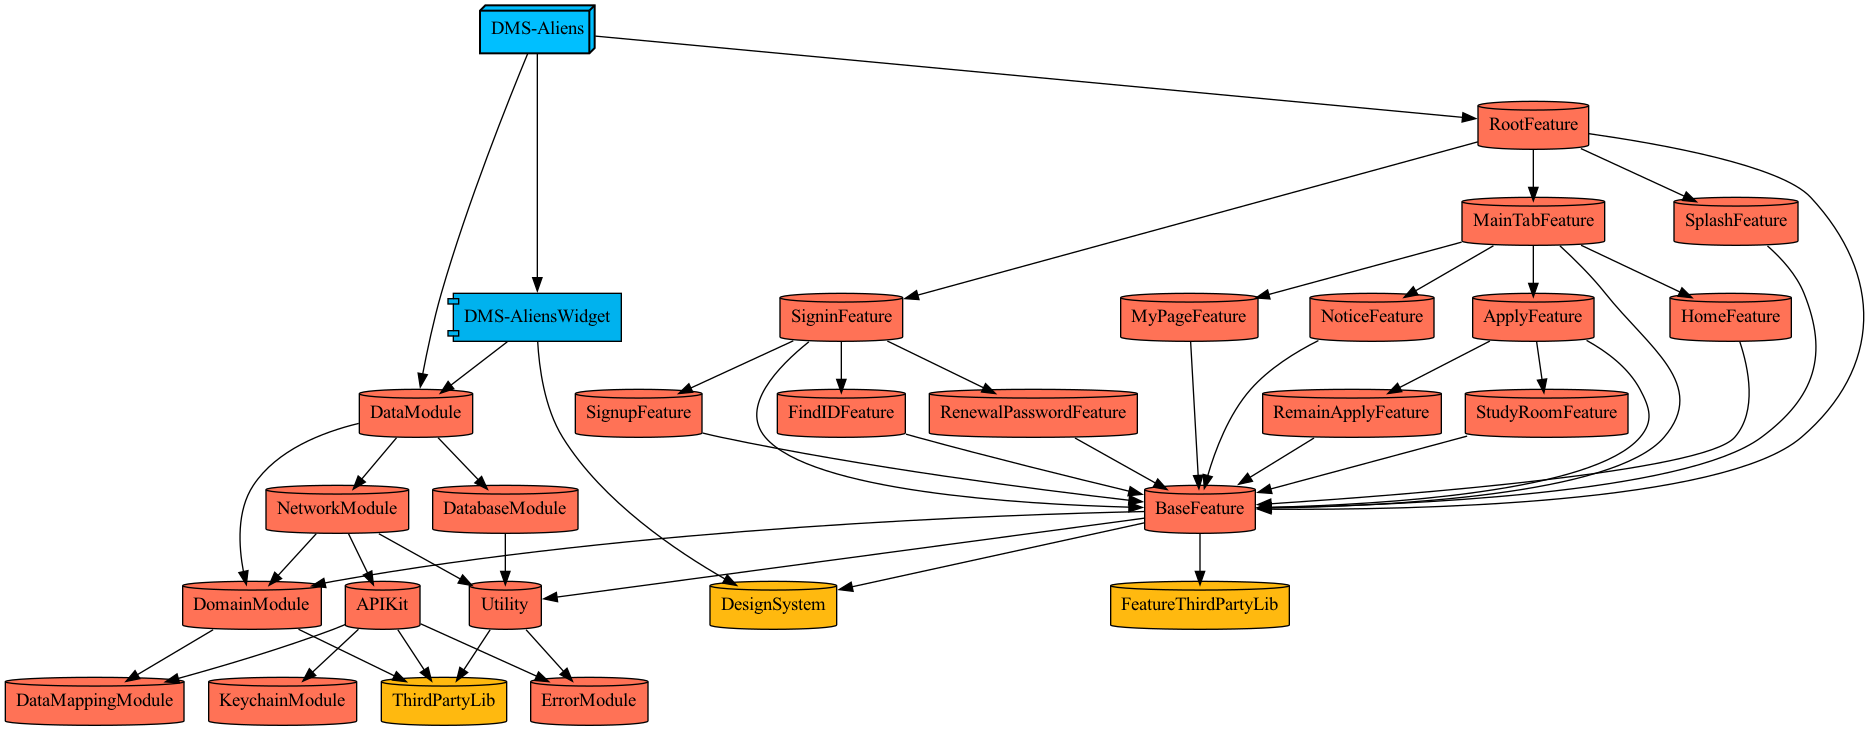 DMS-Aliens
RootFeature
MainTabFeature
SplashFeature
DMS-AliensWidget
SigninFeature
MyPageFeature
NoticeFeature
ApplyFeature
HomeFeature
DataModule
SignupFeature
FindIDFeature
RenewalPasswordFeature
RemainApplyFeature
StudyRoomFeature
NetworkModule
DatabaseModule
BaseFeature
DomainModule
APIKit
Utility
DesignSystem
FeatureThirdPartyLib
DataMappingModule
KeychainModule
ThirdPartyLib
ErrorModule